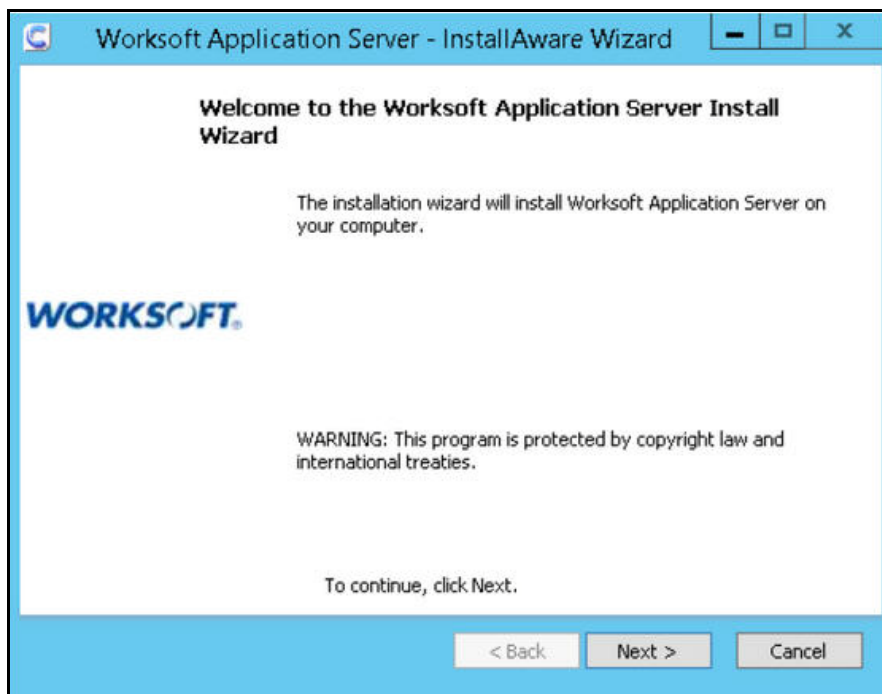 Worksoft Application Server - InstallAware Wizard
Welcome to the Worksoft Application Server Install
Wizard
The installation wizard will install Worksoft Application Server on
your computer.
WORKSOFT®
WARNING: This program is protected by copyright law and
international treaties.
To continue, click Next.
< Back Next > Cancel